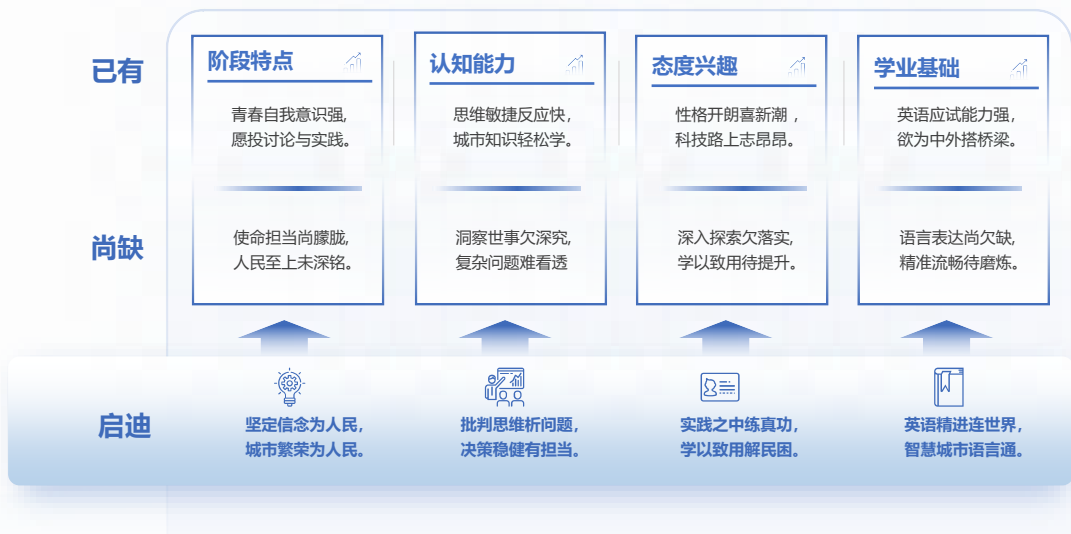 已有
阶段特点
青春自我意识强,
愿投讨论与实践。
认知能力
思维敏捷反应快，
城市知识轻松学。
态度兴趣
性格开朗喜新潮，
科技路上志昂昂。
学业基础
英语应试能力强，
欲为中外搭桥梁。
尚缺
使命担当尚朦胧,
人民至上未深铭。
洞察世事欠深究,
复杂问题难看透
深入探索欠落实,
学以致用待提升。
语言表达尚欠缺,
精准流畅待磨炼。
启迪
坚定信念为人民，
城市繁荣为人民。
批判思维析问题，
决策稳健有担当。
实践之中练真功，
学以致用解民困。
英语精进连世界，
智慧城市语言通。